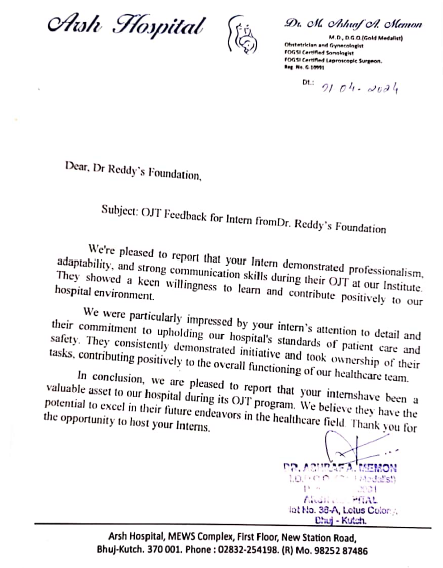 Arsh Hospital
Dr. M. Ashraf A. Memon
M. D., D.G.O.(Gold Medalist)
Obstetrician and Gynecologist
FOGSI Certified Sonologist
FOGSI Certified Laproscopic Surgeon.
Reg. No. G-10991
Dt.: 21-04-2024
Dear, Dr Reddy's Foundation,
Subject: OJT Feedback for Intern fromDr. Reddy's Foundation
We're pleased to report that your Intern demonstrated professionalism,
adaptability, and strong communication skills during their OJT at our Institute.
They showed a keen willingness to learn and contribute positively to our
hospital environment.
We were particularly impressed by your intern's attention to detail and
their commitment to upholding our hospital's standards of patient care and
safety. They consistently demonstrated initiative and took ownership of their
tasks, contributing positively to the overall functioning of our healthcare team.
In conclusion, we are pleased to report that your internshave been a
valuable asset to our hospital during its OJT program. We believe they have the
potential to excel in their future endeavors in the healthcare field. Thank you for
the opportunity to host your Interns.
DR. ASHRAF A. MEMON
lot No. 36-A, Lotus Colony
Bhuj - Kutch.
Arsh Hospital, MEWS Complex, First Floor, New Station Road,
Bhuj-Kutch. 370 001. Phone : 02832-254198. (R) Mo. 98252 87486